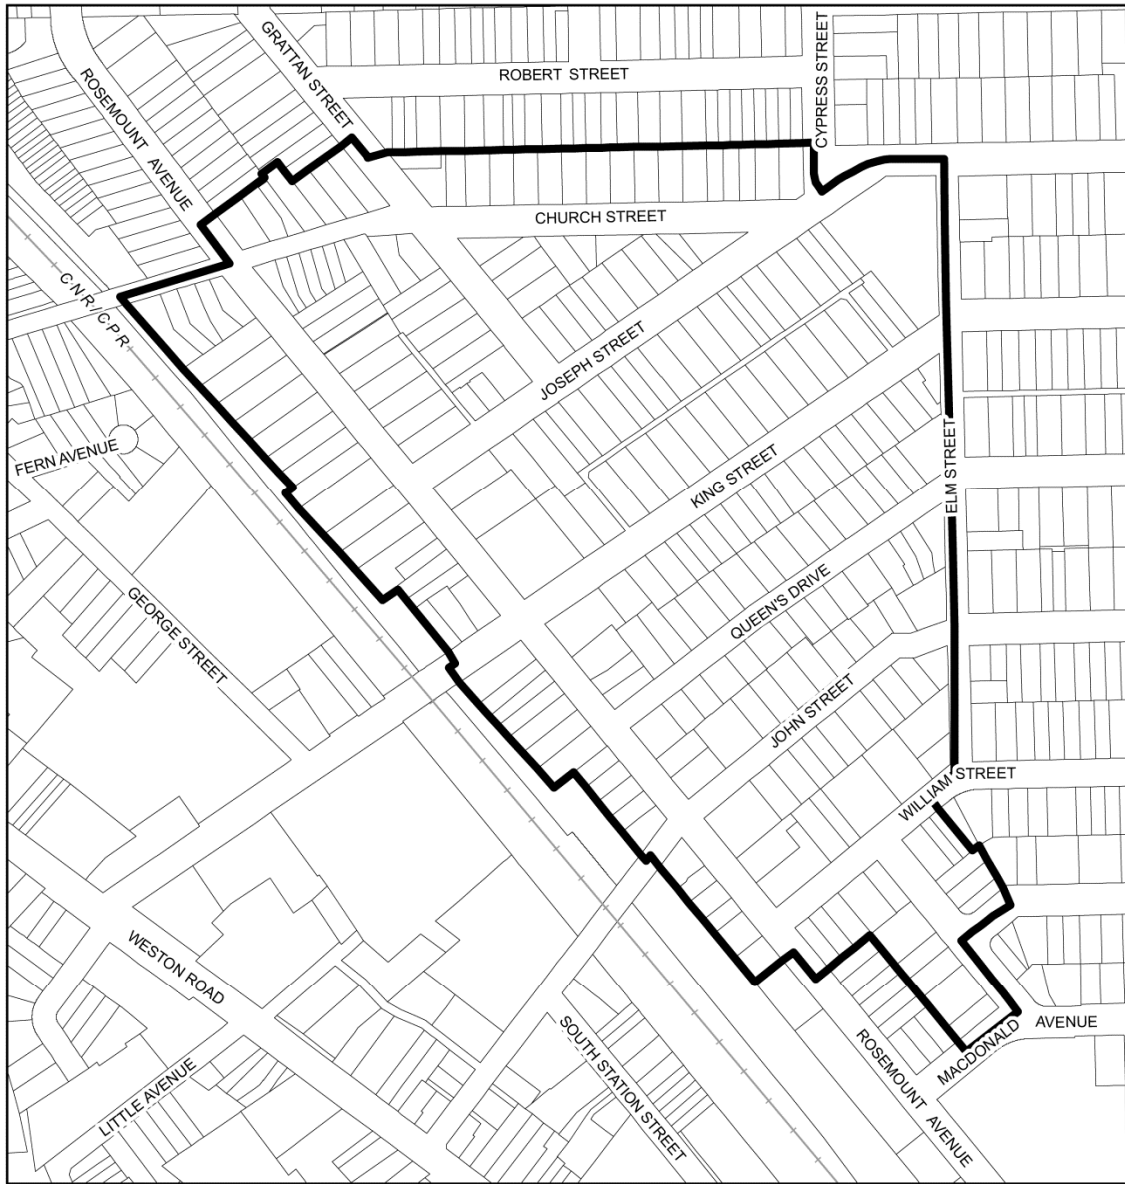 GRATTAN STREET
CYPRESS STREET
ROBERT STREET
ROSEMOUNT AVENUE
CHURCH STREET
C N R / C P R
JOSEPH STREET
FERN AVENUE
KING STREET
ELM STREET
GEORGE STREET
QUEEN'S DRIVE
JOHN STREET
WILLIAM STREET
WESTON ROAD
SOUTH STATION STREET
ROSEMOUNT AVENUE
MACDONALD AVENUE
LITTLE AVENUE